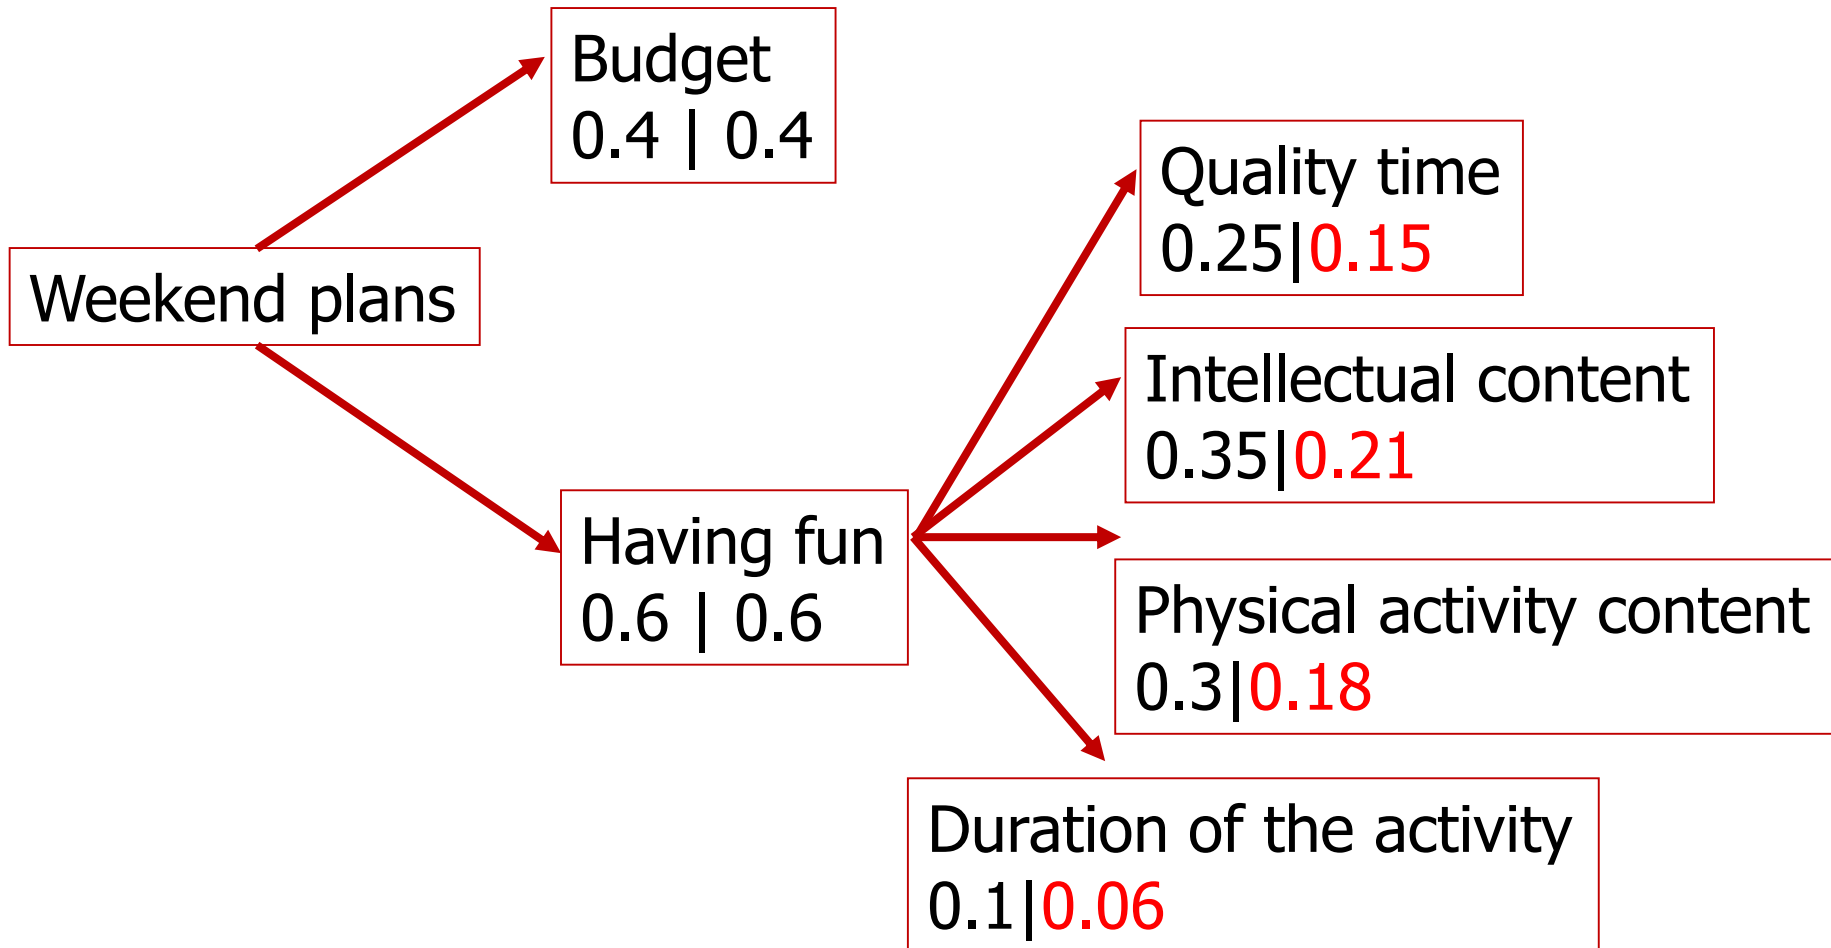 Budget
0.4 | 0.4
Weekend plans
Having fun
0.6 | 0.6
Quality time
0.25|0.15
Intellectual content
0.35|0.21
Physical activity content
0.3|0.18
Duration of the activity
0.1|0.06